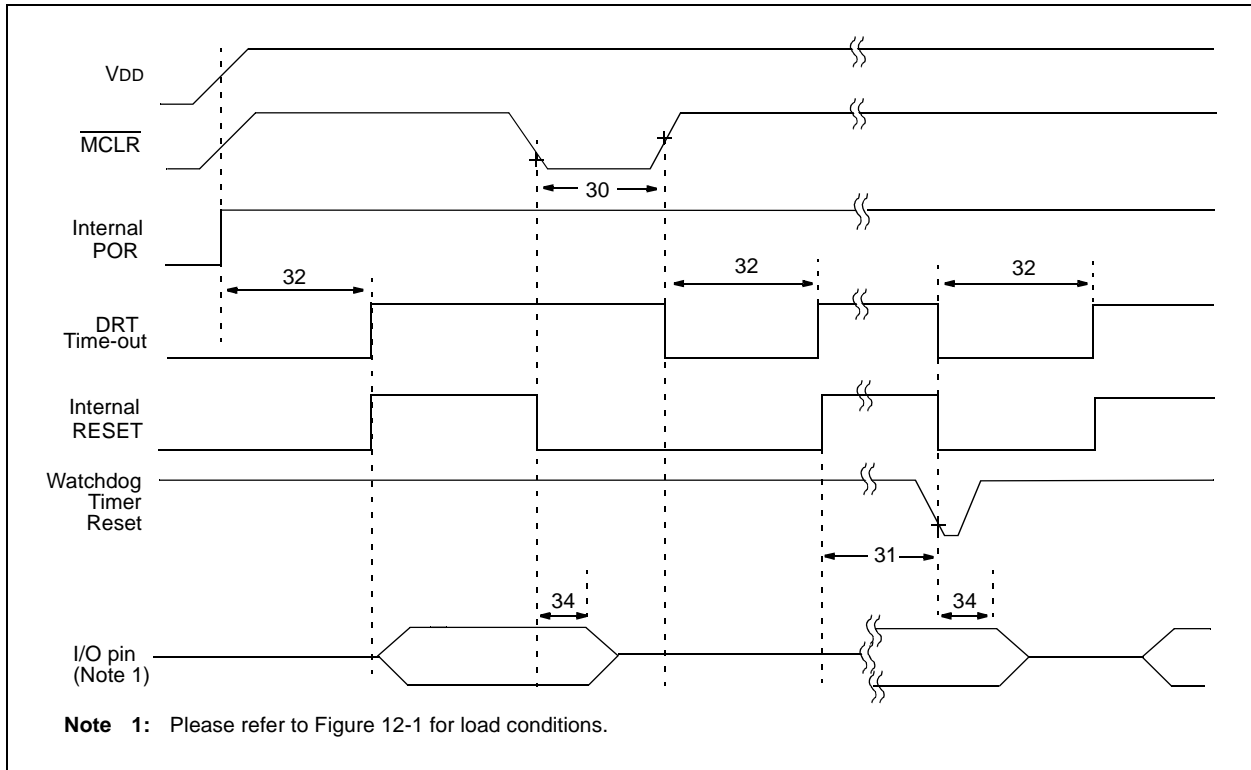 VDD
MCLR
30
Internal
POR
32
32
32
DRT
Time-out
Internal
RESET
Watchdog
Timer
Reset
31
34
34
I/O pin
(Note 1)
Note 1: Please refer to Figure 12-1 for load conditions.